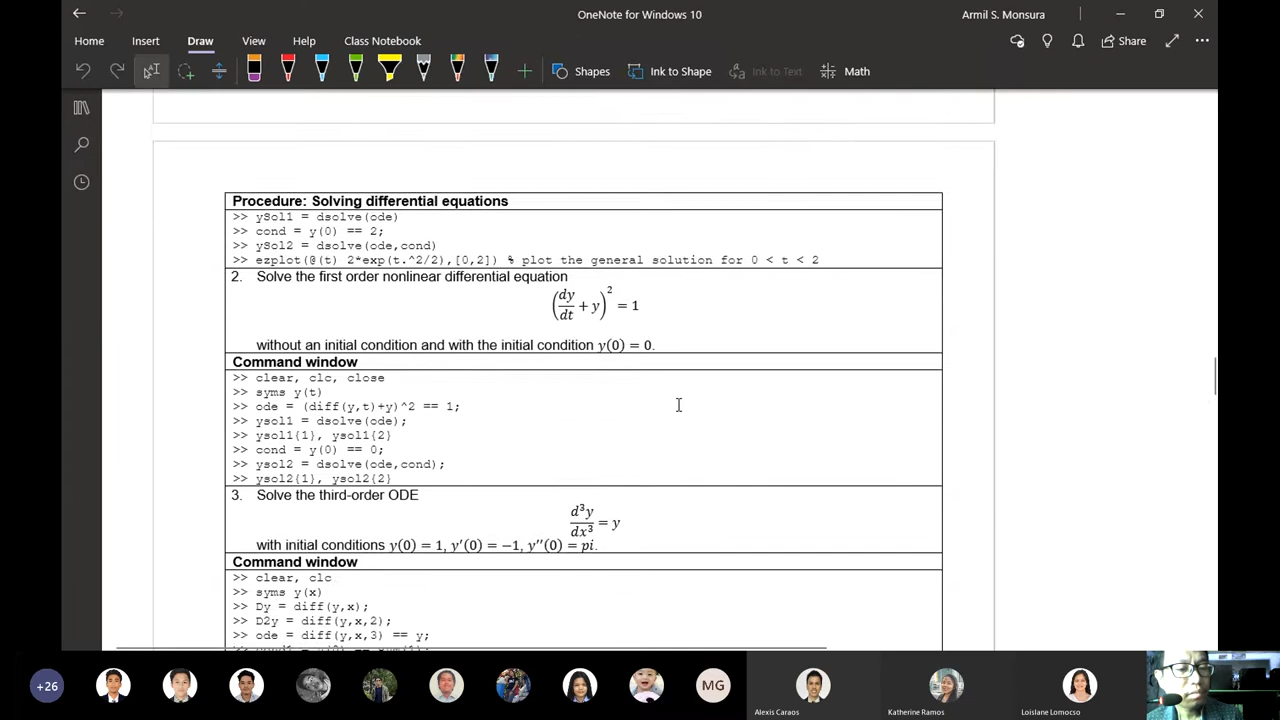 OneNote for Windows 10
Armil S. Monsura
Home Insert Draw View Help Class Notebook
Share
Shapes Ink to Shape Ink to Text Math
Procedure: Solving differential equations
>> ySol1 = dsolve(ode)
>> cond = y(0) == 2;
>> ySol2 = dsolve(ode,cond)
>> ezplot(@(t) 2*exp(t.^2/2),[0,2]) % plot the general solution for 0 < t < 2
2. Solve the first order nonlinear differential equation
(dy/dt + y)^2 = 1
without an initial condition and with the initial condition y(0) = 0.
Command window
>> clear, clc, close
>> syms y(t)
>> ode = (diff(y,t)+y)^2 == 1;
>> ysol1 = dsolve(ode);
>> ysol1{1}, ysol1{2}
>> cond = y(0) == 0;
>> ysol2 = dsolve(ode,cond);
>> ysol2{1}, ysol2{2}
3. Solve the third-order ODE
d^3y/dx^3 = y
with initial conditions y(0) = 1, y′(0) = −1, y′′(0) = pi.
Command window
>> clear, clc
>> syms y(x)
>> Dy = diff(y,x);
>> D2y = diff(y,x,2);
>> ode = diff(y,x,3) == y;
+26
MG
Alexis Caraos
Katherine Ramos
Loislane Lomocso